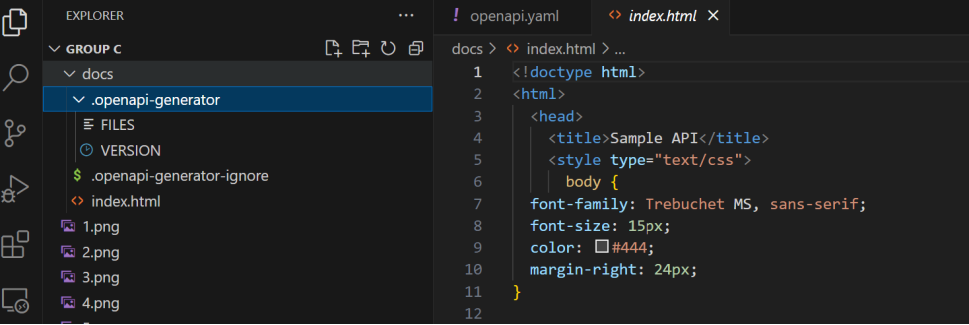 EXPLORER
GROUP C
docs
.openapi-generator
FILES
VERSION
.openapi-generator-ignore
index.html
1.png
2.png
3.png
4.png
openapi.yaml
index.html
docs > index.html > ...
1 <!doctype html>
2 <html>
3 <head>
4 <title>Sample API</title>
5 <style type="text/css">
6 body {
7 font-family: Trebuchet MS, sans-serif;
8 font-size: 15px;
9 color: #444;
10 margin-right: 24px;
11 }
12